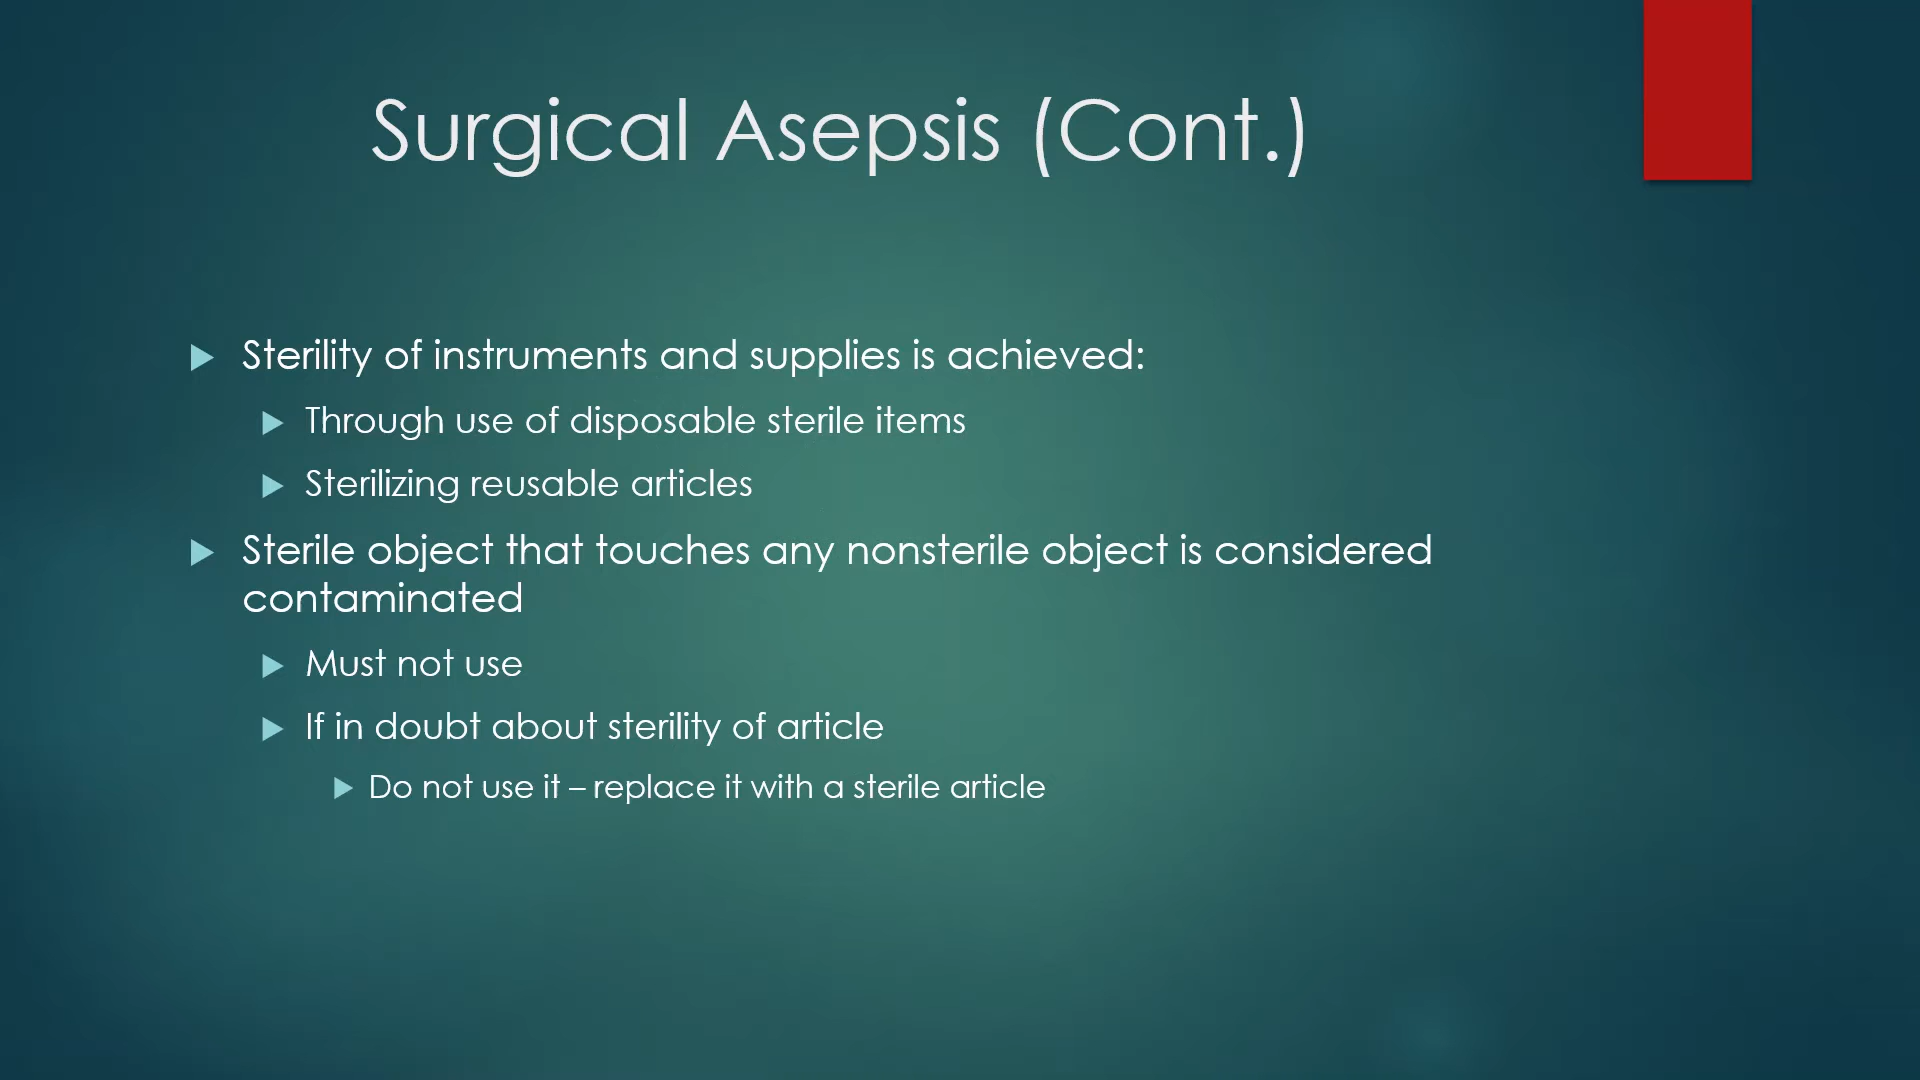 Surgical Asepsis (Cont.)
Sterility of instruments and supplies is achieved:
Through use of disposable sterile items
Sterilizing reusable articles
Sterile object that touches any nonsterile object is considered
contaminated
Must not use
If in doubt about sterility of article
Do not use it – replace it with a sterile article